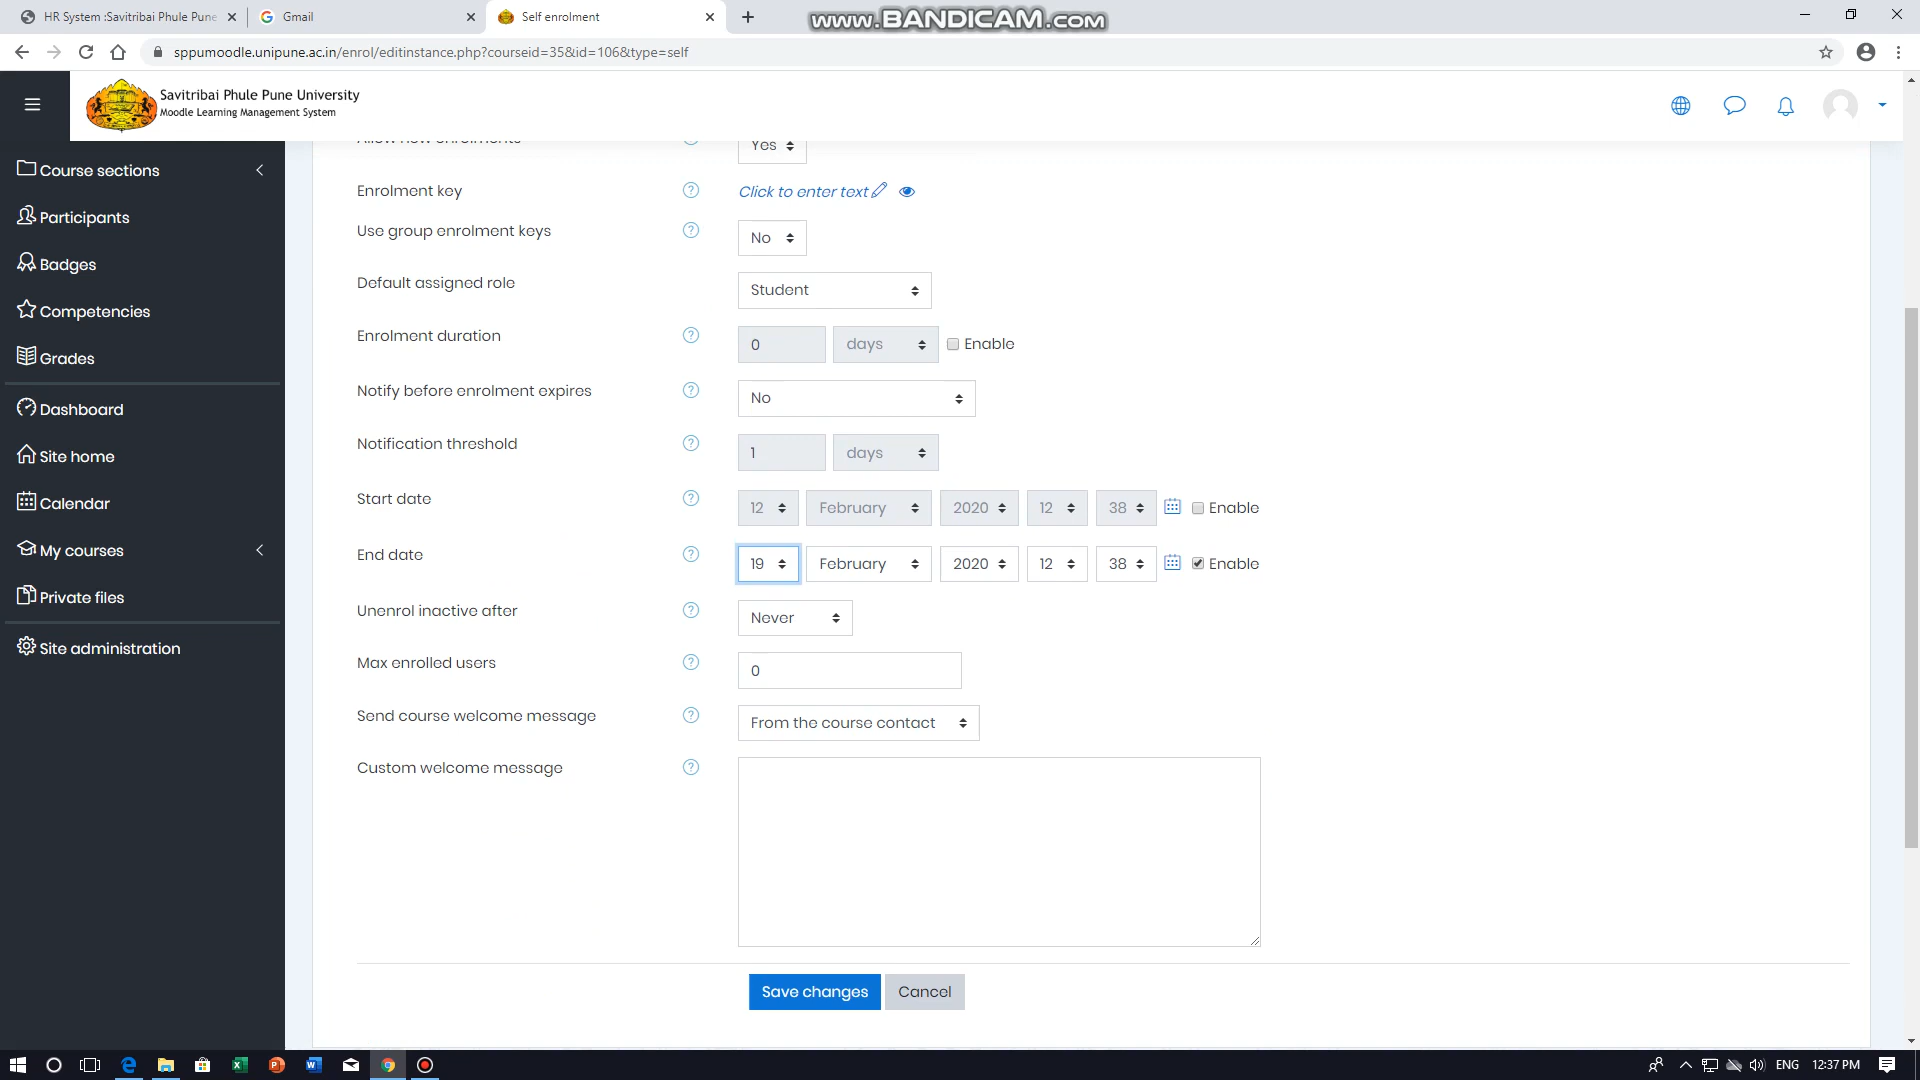 HR System :Savitribai Phule Pune
Gmail
Self enrolment
www.BANDICAM.com
sppumoodle.unipune.ac.in/enrol/editinstance.php?courseid=35&id=106&type=self
Savitribai Phule Pune University
Moodle Learning Management System
Course sections
Participants
Badges
Competencies
Grades
Dashboard
Site home
Calendar
My courses
Private files
Site administration
Allow new enrolments Yes
Enrolment key Click to enter text
Use group enrolment keys No
Default assigned role Student
Enrolment duration 0 days Enable
Notify before enrolment expires No
Notification threshold 1 days
Start date 12 February 2020 12 38 Enable
End date 19 February 2020 12 38 Enable
Unenrol inactive after Never
Max enrolled users 0
Send course welcome message From the course contact
Custom welcome message
Save changes Cancel
ENG 12:37 PM